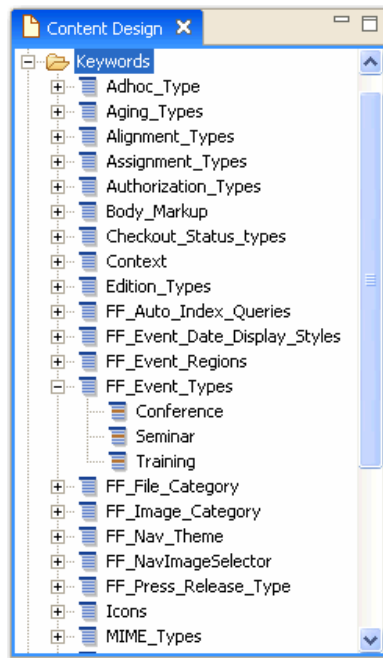 Content Design
Keywords
Adhoc_Type
Aging_Types
Alignment_Types
Assignment_Types
Authorization_Types
Body_Markup
Checkout_Status_types
Context
Edition_Types
FF_Auto_Index_Queries
FF_Event_Date_Display_Styles
FF_Event_Regions
FF_Event_Types
Conference
Seminar
Training
FF_File_Category
FF_Image_Category
FF_Nav_Theme
FF_NavImageSelector
FF_Press_Release_Type
Icons
MIME_Types